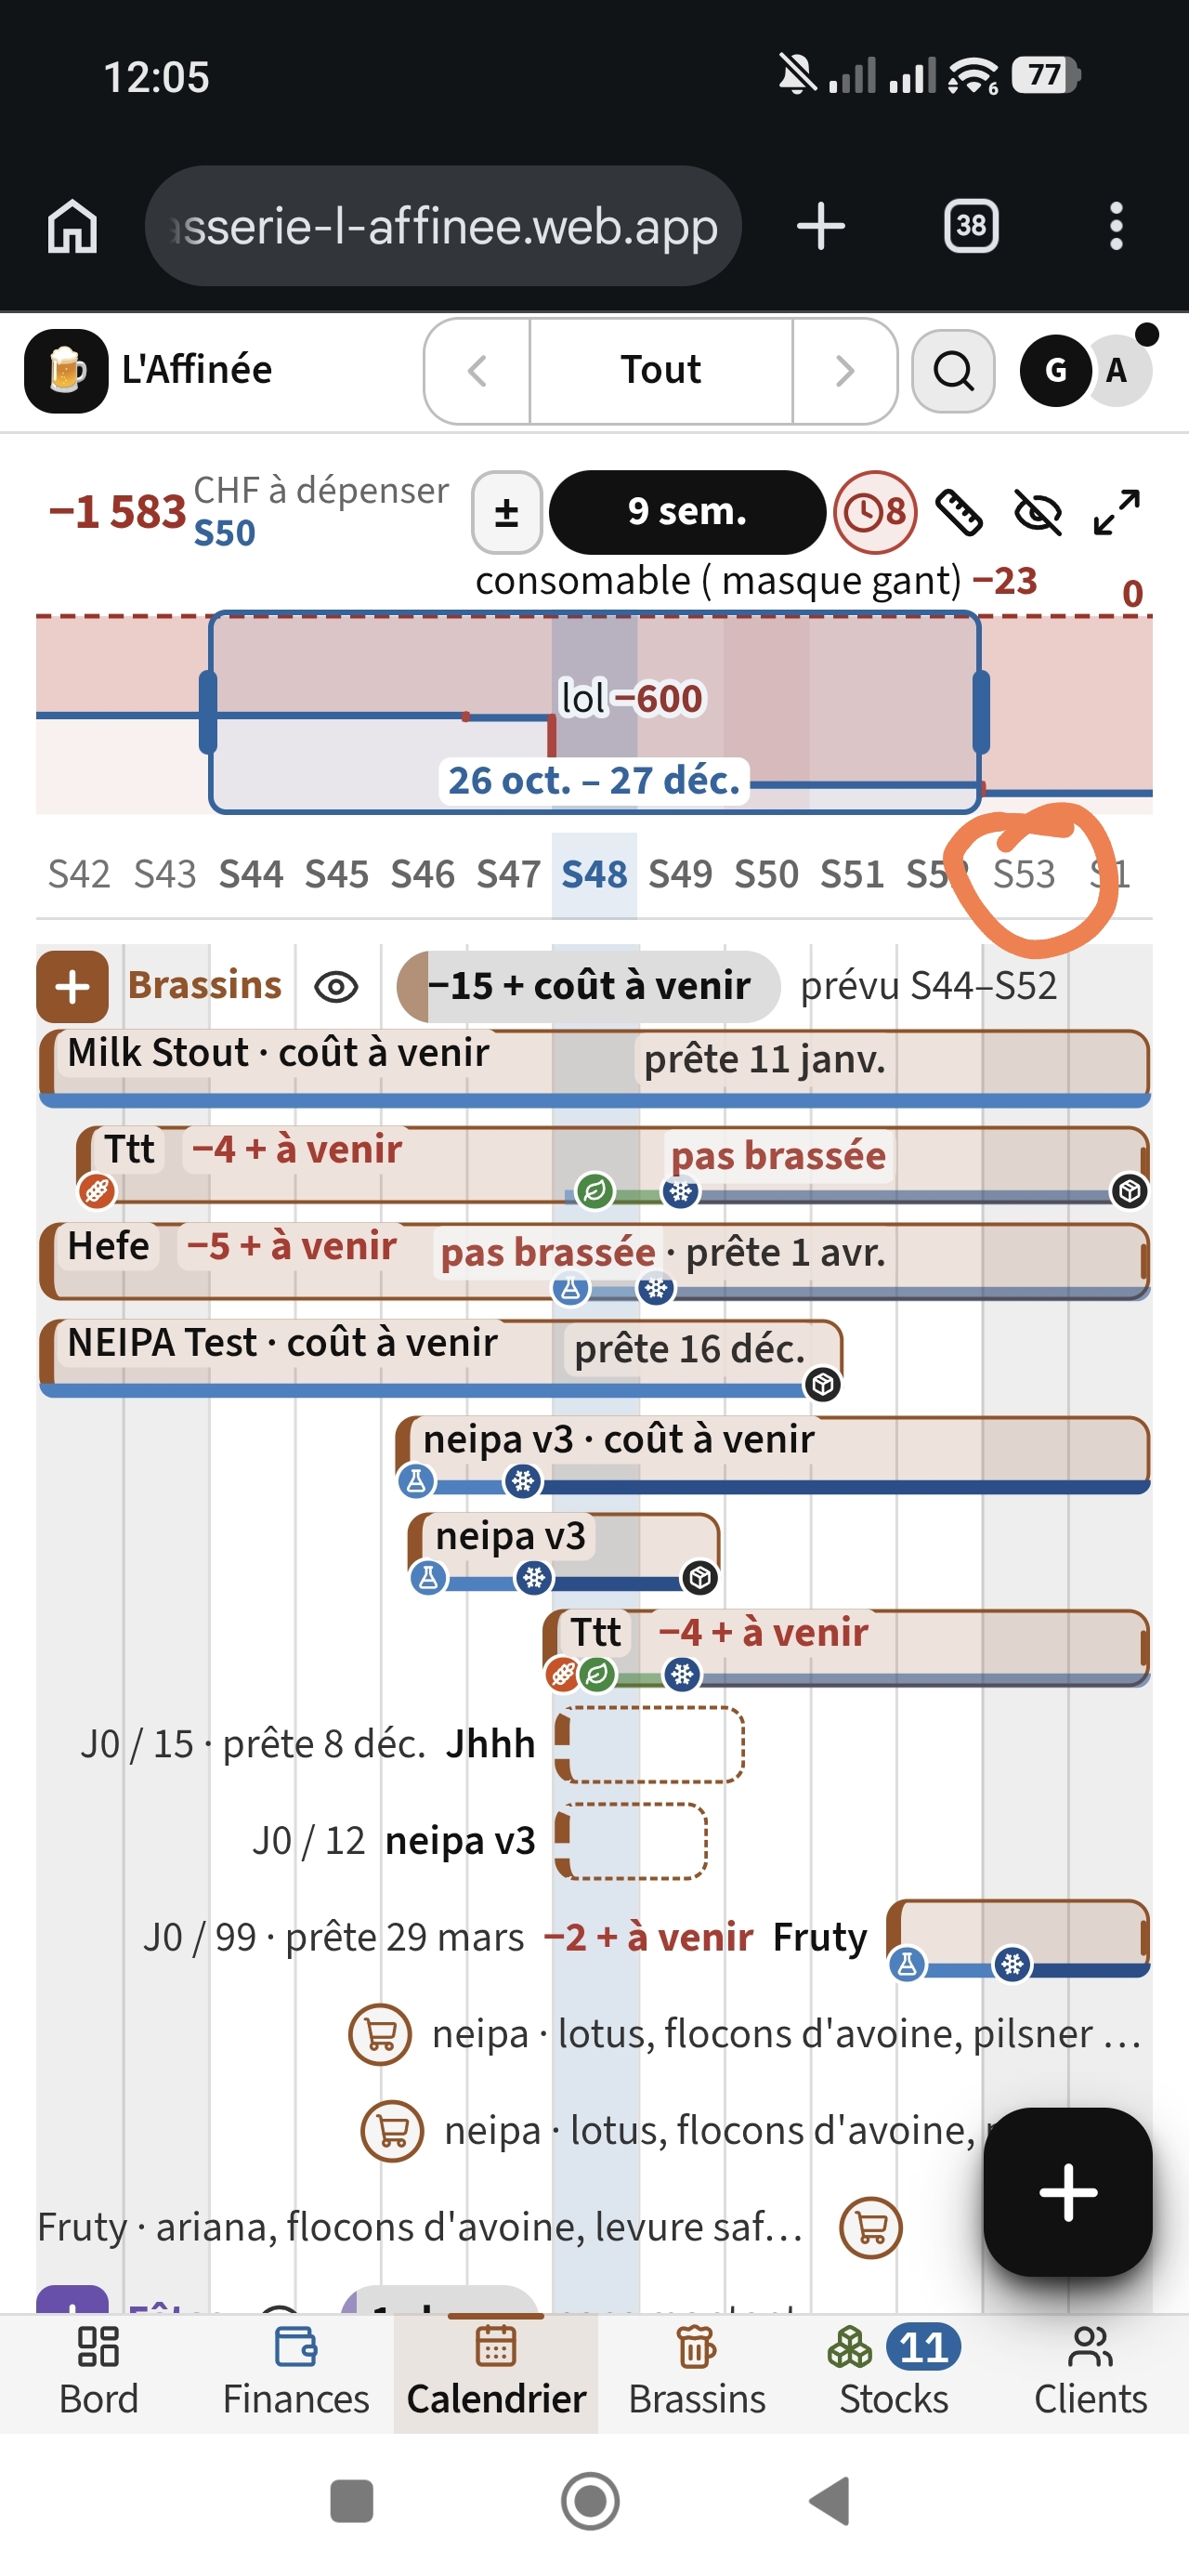 12:05
77
6
asserie-l-affinee.web.app
38
L'Affinée
Tout
G
A
−1 583 CHF à dépenser
S50
±
9 sem.
8
consomable ( masque gant) −23
0
lol −600
26 oct. – 27 déc.
S42 S43 S44 S45 S46 S47 S48 S49 S50 S51 S52 S53 S1
Brassins
−15 + coût à venir
prévu S44–S52
Milk Stout · coût à venir
prête 11 janv.
Ttt −4 + à venir
pas brassée
Hefe −5 + à venir
pas brassée · prête 1 avr.
NEIPA Test · coût à venir
prête 16 déc.
neipa v3 · coût à venir
neipa v3
Ttt −4 + à venir
J0 / 15 · prête 8 déc. Jhhh
J0 / 12 neipa v3
J0 / 99 · prête 29 mars −2 + à venir Fruty
neipa · lotus, flocons d'avoine, pilsner …
neipa · lotus, flocons d'avoine,
Fruty · ariana, flocons d'avoine, levure saf…
Bord
Finances
Calendrier
Brassins
11
Stocks
Clients